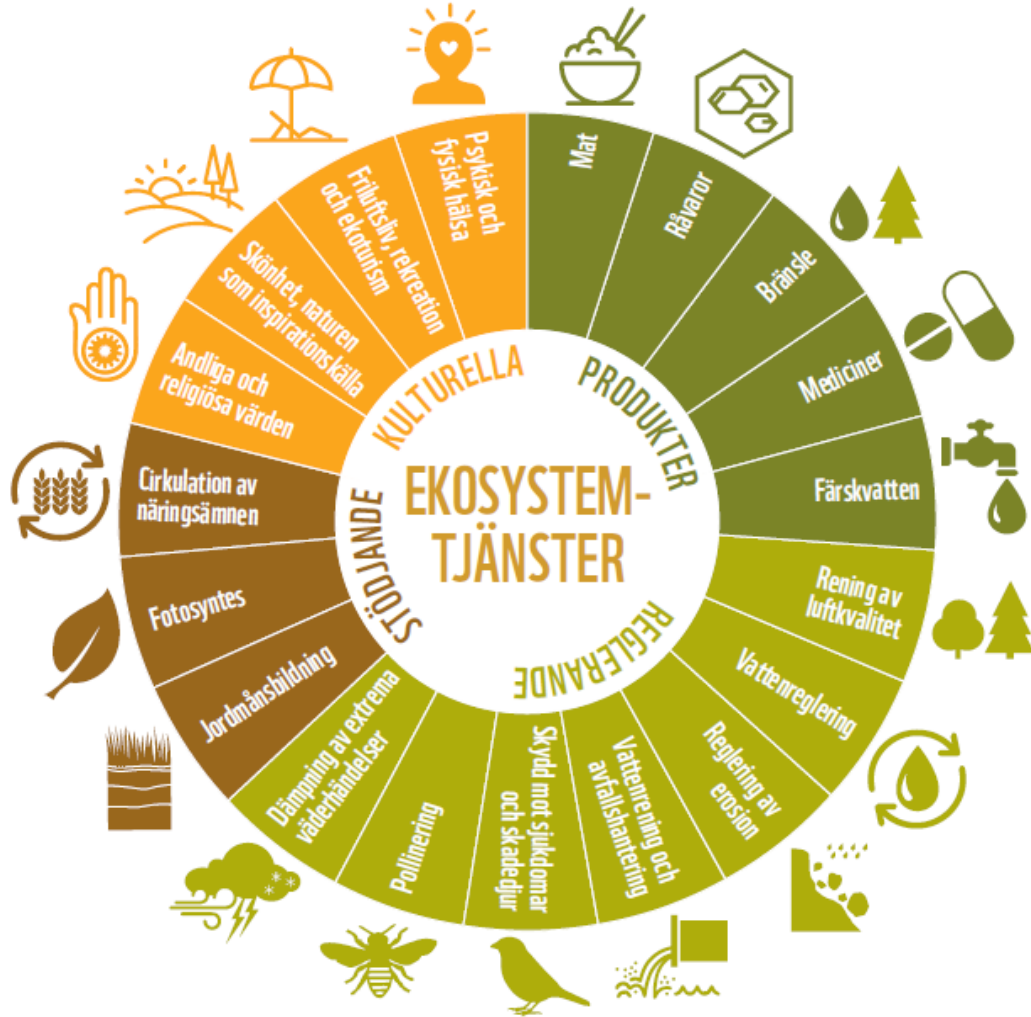 EKOSYSTEM-
TJÄNSTER
PRODUKTER
Mat
Råvaror
Bränsle
Mediciner
Färskvatten
REGLERANDE
Rening av
luftkvalitet
Vattenreglering
Reglering av
erosion
Vattenrening och
avfallshantering
Skydd mot sjukdomar
och skadedjur
Pollinering
Dämpning av extrema
väderhändelser
STÖDJANDE
Jordmånsbildning
Fotosyntes
Cirkulation av
näringsämnen
KULTURELLA
Andliga och
religiösa värden
Skönhet, naturen
som inspirationskälla
Friluftsliv, rekreation
och ekoturism
Psykisk och
fysisk hälsa